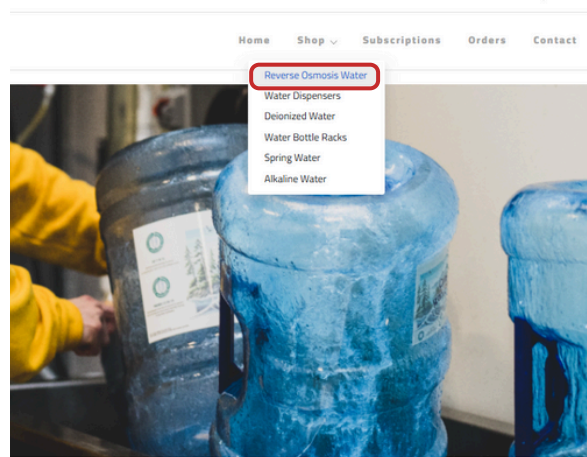 Home Shop Subscriptions Orders Contact
Reverse Osmosis Water
Water Dispensers
Deionized Water
Water Bottle Racks
Spring Water
Alkaline Water